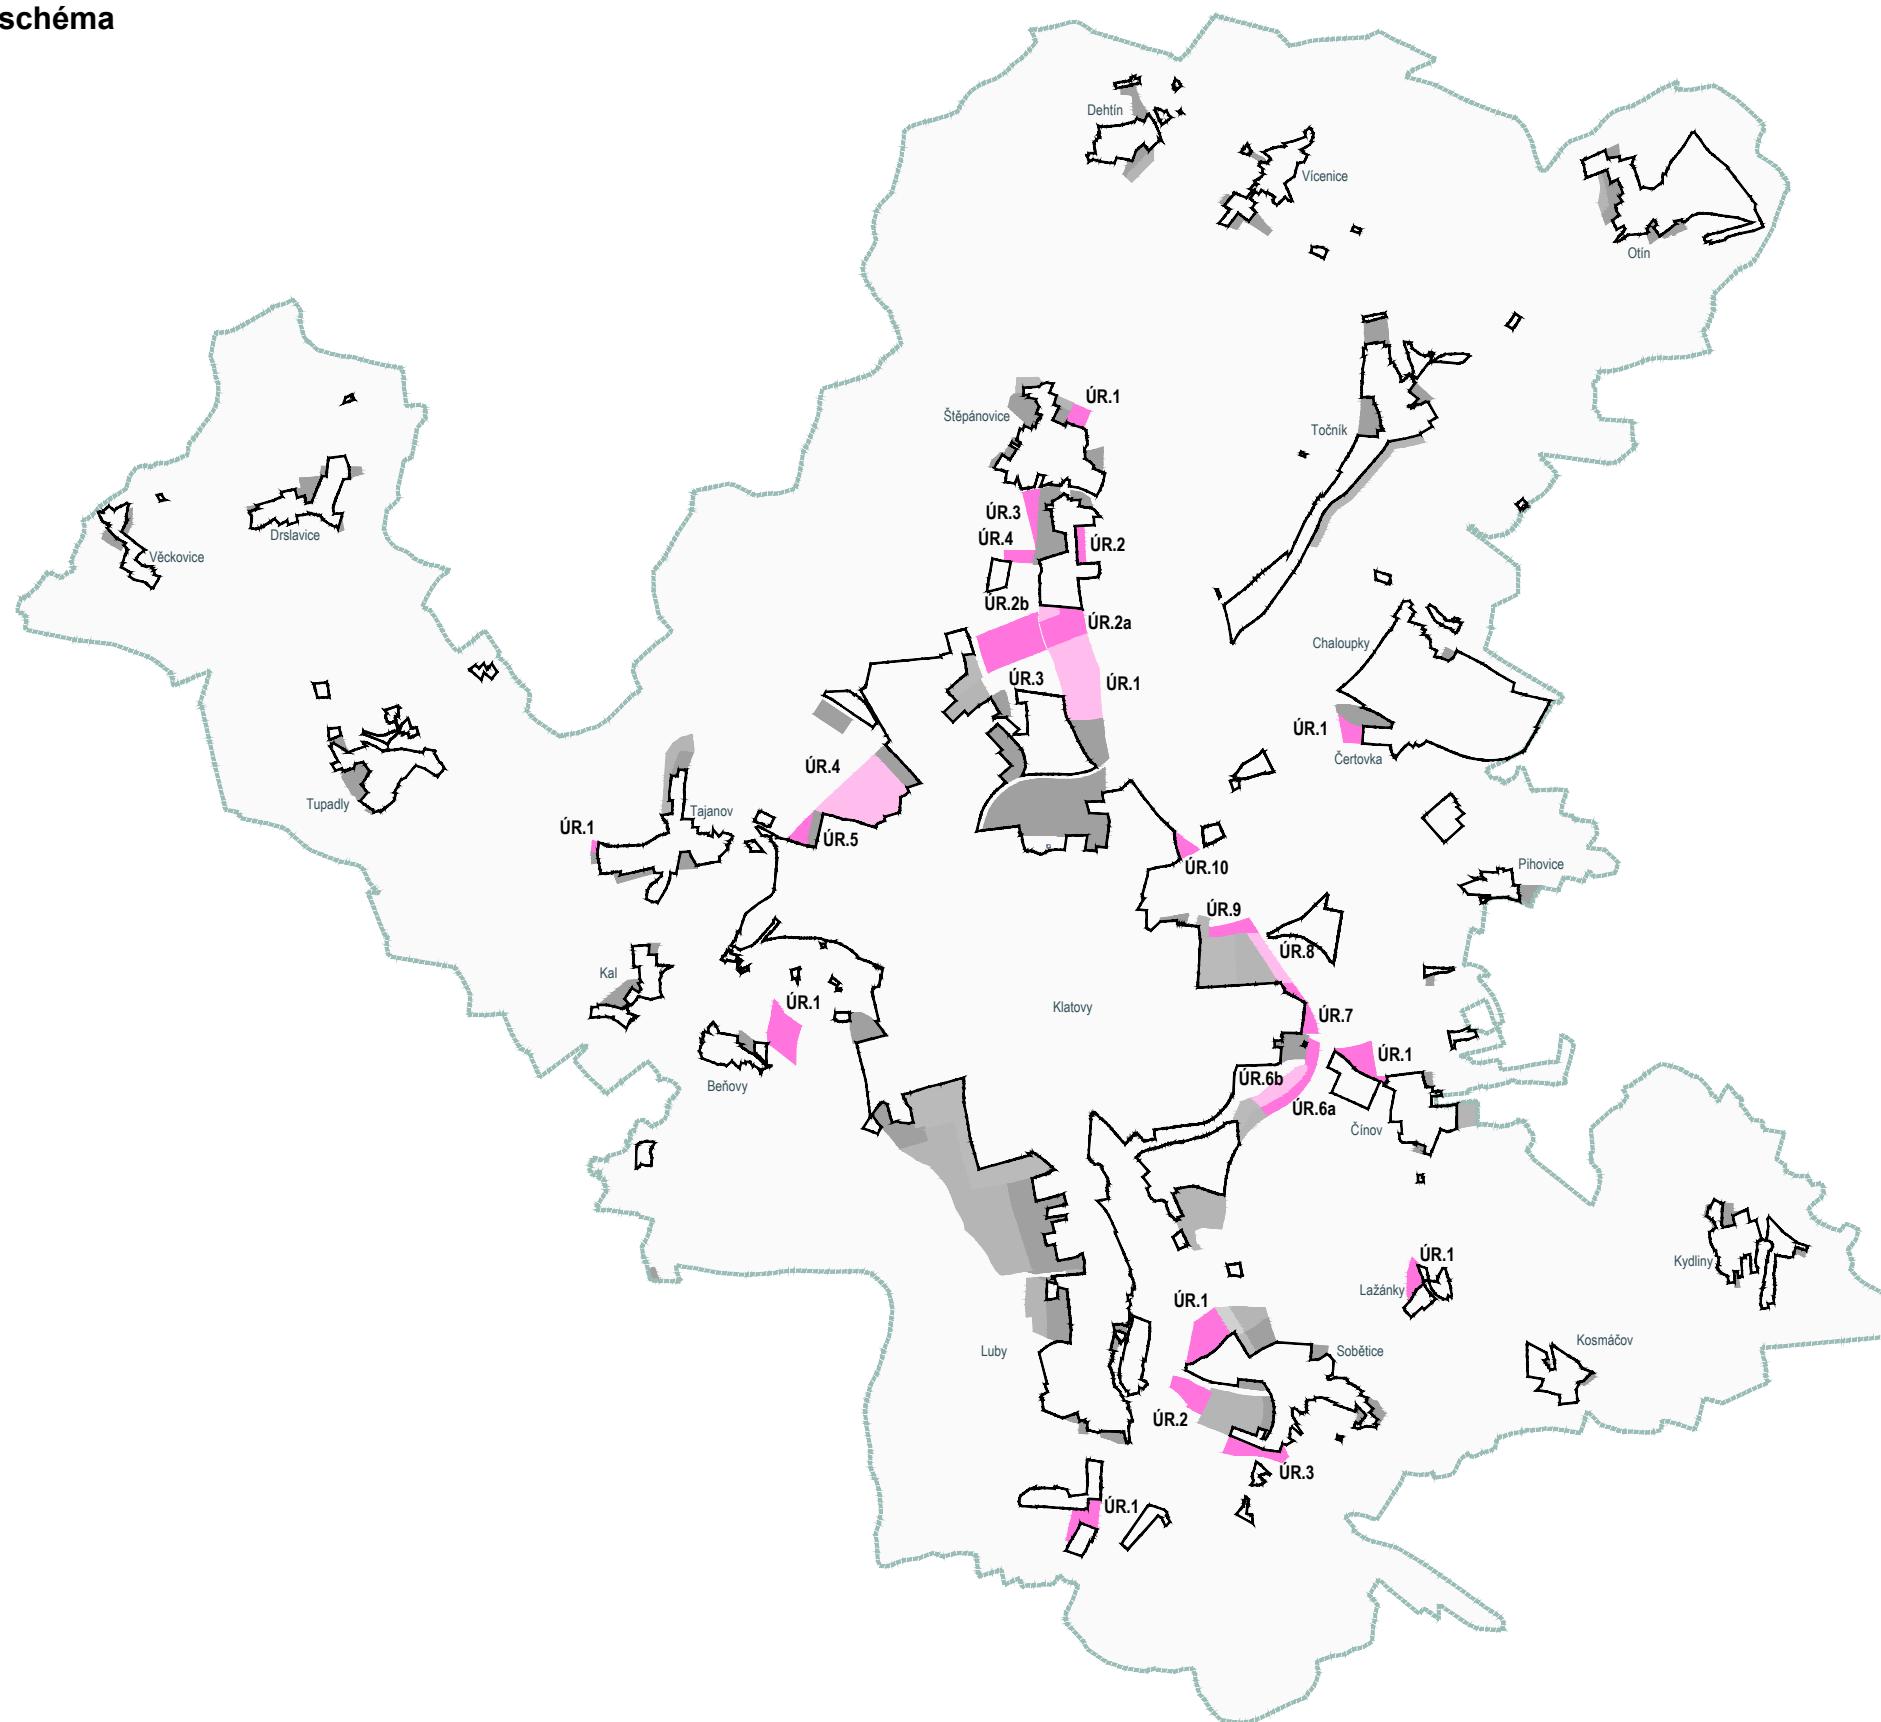 schéma
Dehtín
Vícenice
Otín
ÚR.1
Štěpánovice
Točník
ÚR.3
Drslavice
ÚR.4
ÚR.2
Věckovice
ÚR.2b
ÚR.2a
Chaloupky
ÚR.3
ÚR.1
ÚR.1
Čertovka
ÚR.4
Tupadly
Tajanov
ÚR.1
ÚR.5
ÚR.10
Pihovice
ÚR.9
ÚR.8
Kal
ÚR.1
Klatovy
ÚR.7
ÚR.1
ÚR.6b
Beňovy
ÚR.6a
Čínov
ÚR.1
Kydliny
Lažánky
ÚR.1
Kosmáčov
Luby
Sobětice
ÚR.2
ÚR.3
ÚR.1